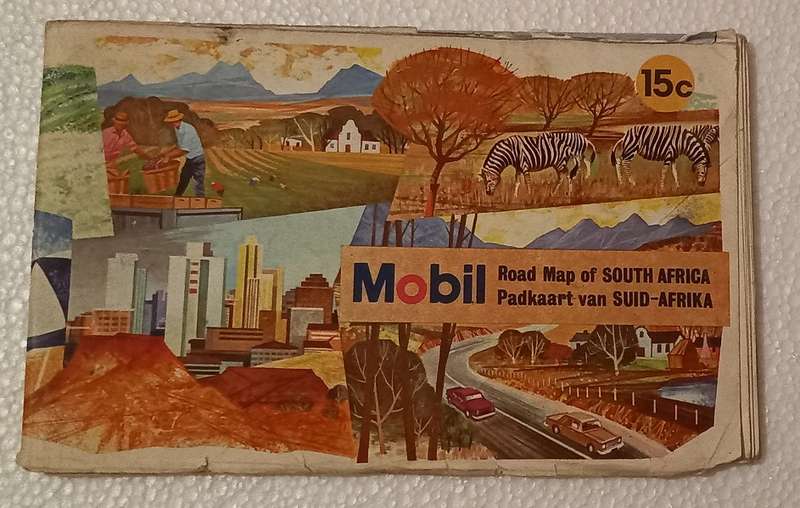 15c
Mobil
Road Map of SOUTH AFRICA
Padkaart van SUID-AFRIKA